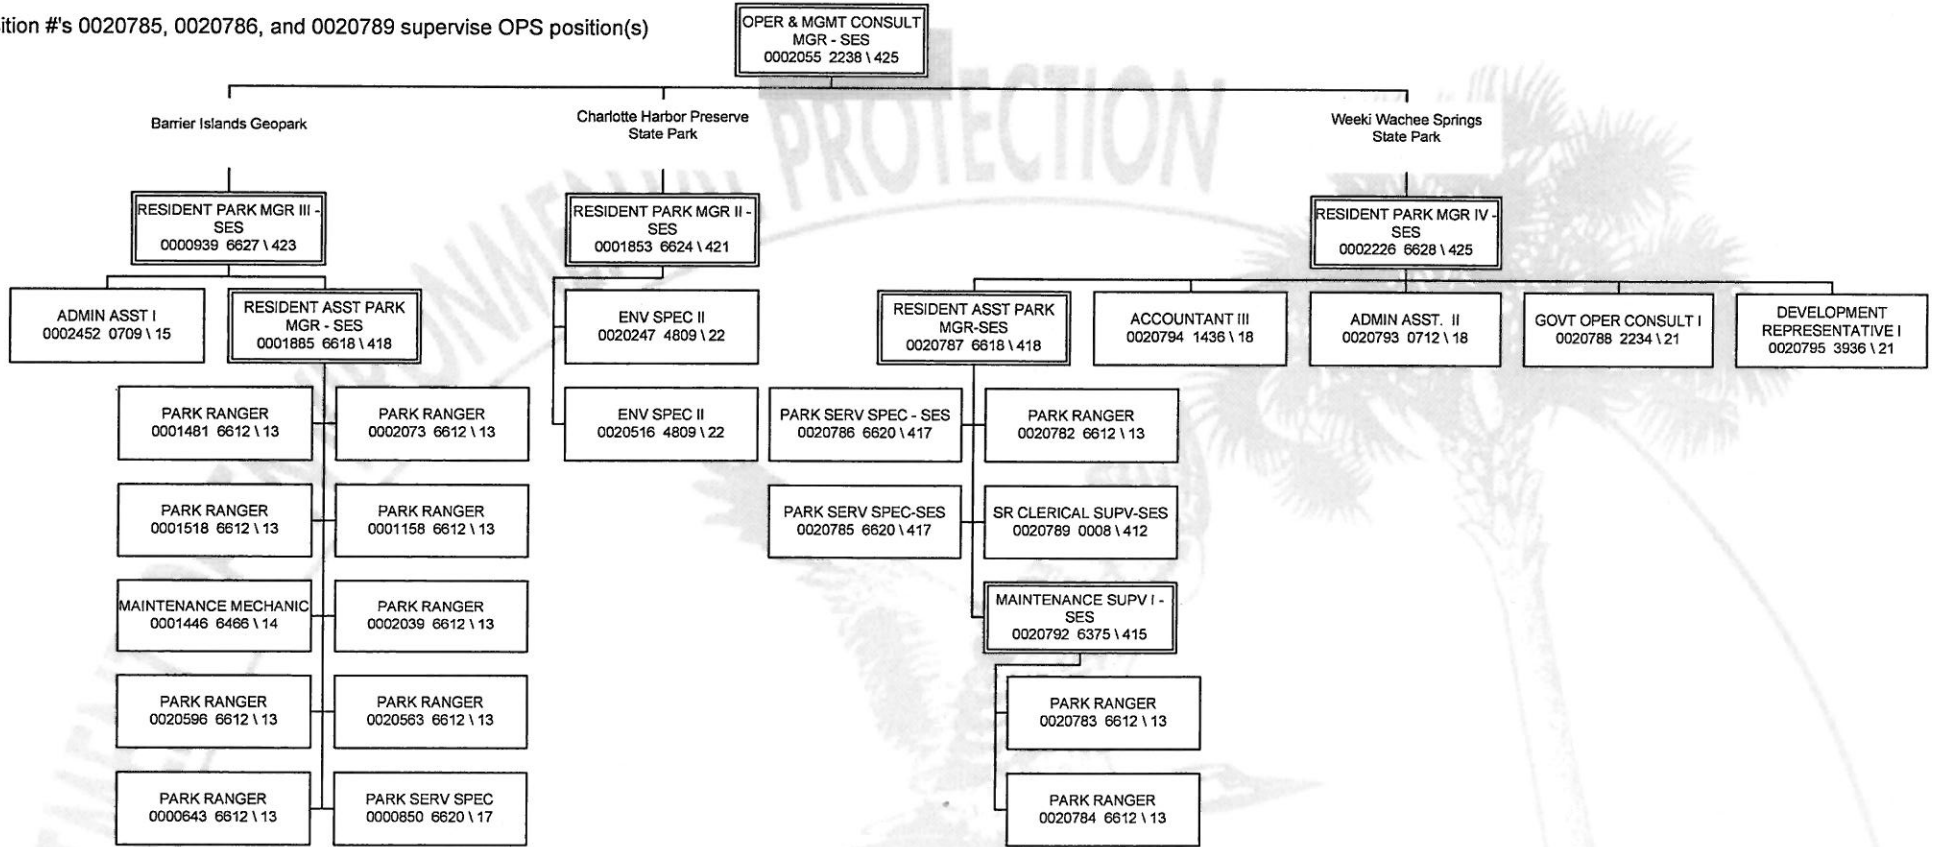 ition #'s 0020785, 0020786, and 0020789 supervise OPS position(s)
OPER & MGMT CONSULT
MGR - SES
0002055 2238 \ 425
Barrier Islands Geopark
Charlotte Harbor Preserve
State Park
Weeki Wachee Springs
State Park
RESIDENT PARK MGR III -
SES
0000939 6627 \ 423
RESIDENT PARK MGR II -
SES
0001853 6624 \ 421
RESIDENT PARK MGR IV -
SES
0002226 6628 \ 425
ADMIN ASST I
0002452 0709 \ 15
RESIDENT ASST PARK
MGR - SES
0001885 6618 \ 418
ENV SPEC II
0020247 4809 \ 22
RESIDENT ASST PARK
MGR-SES
0020787 6618 \ 418
ACCOUNTANT III
0020794 1436 \ 18
ADMIN ASST. II
0020793 0712 \ 18
GOVT OPER CONSULT I
0020788 2234 \ 21
DEVELOPMENT
REPRESENTATIVE I
0020795 3936 \ 21
PARK RANGER
0001481 6612 \ 13
PARK RANGER
0002073 6612 \ 13
ENV SPEC II
0020516 4809 \ 22
PARK SERV SPEC - SES
0020786 6620 \ 417
PARK RANGER
0020782 6612 \ 13
PARK RANGER
0001518 6612 \ 13
PARK RANGER
0001158 6612 \ 13
PARK SERV SPEC-SES
0020785 6620 \ 417
SR CLERICAL SUPV-SES
0020789 0008 \ 412
MAINTENANCE MECHANIC
0001446 6466 \ 14
PARK RANGER
0002039 6612 \ 13
MAINTENANCE SUPV I -
SES
0020792 6375 \ 415
PARK RANGER
0020596 6612 \ 13
PARK RANGER
0020563 6612 \ 13
PARK RANGER
0020783 6612 \ 13
PARK RANGER
0000643 6612 \ 13
PARK SERV SPEC
0000850 6620 \ 17
PARK RANGER
0020784 6612 \ 13
PROTECTION